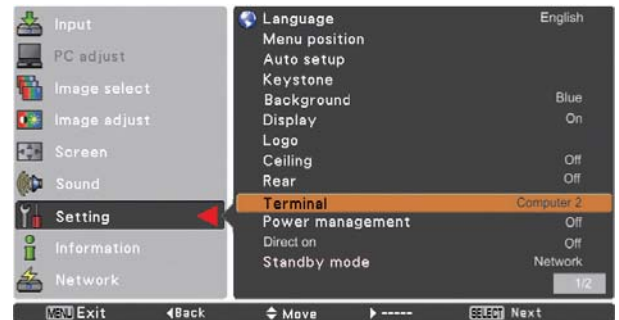 Input
PC adjust
Image select
Image adjust
Screen
Sound
Setting
Information
Network
Language English
Menu position
Auto setup
Keystone
Background Blue
Display On
Logo
Ceiling Off
Rear Off
Terminal Computer 2
Power management Off
Direct on Off
Standby mode Network
1/2
MENU Exit Back Move ----- SELECT Next